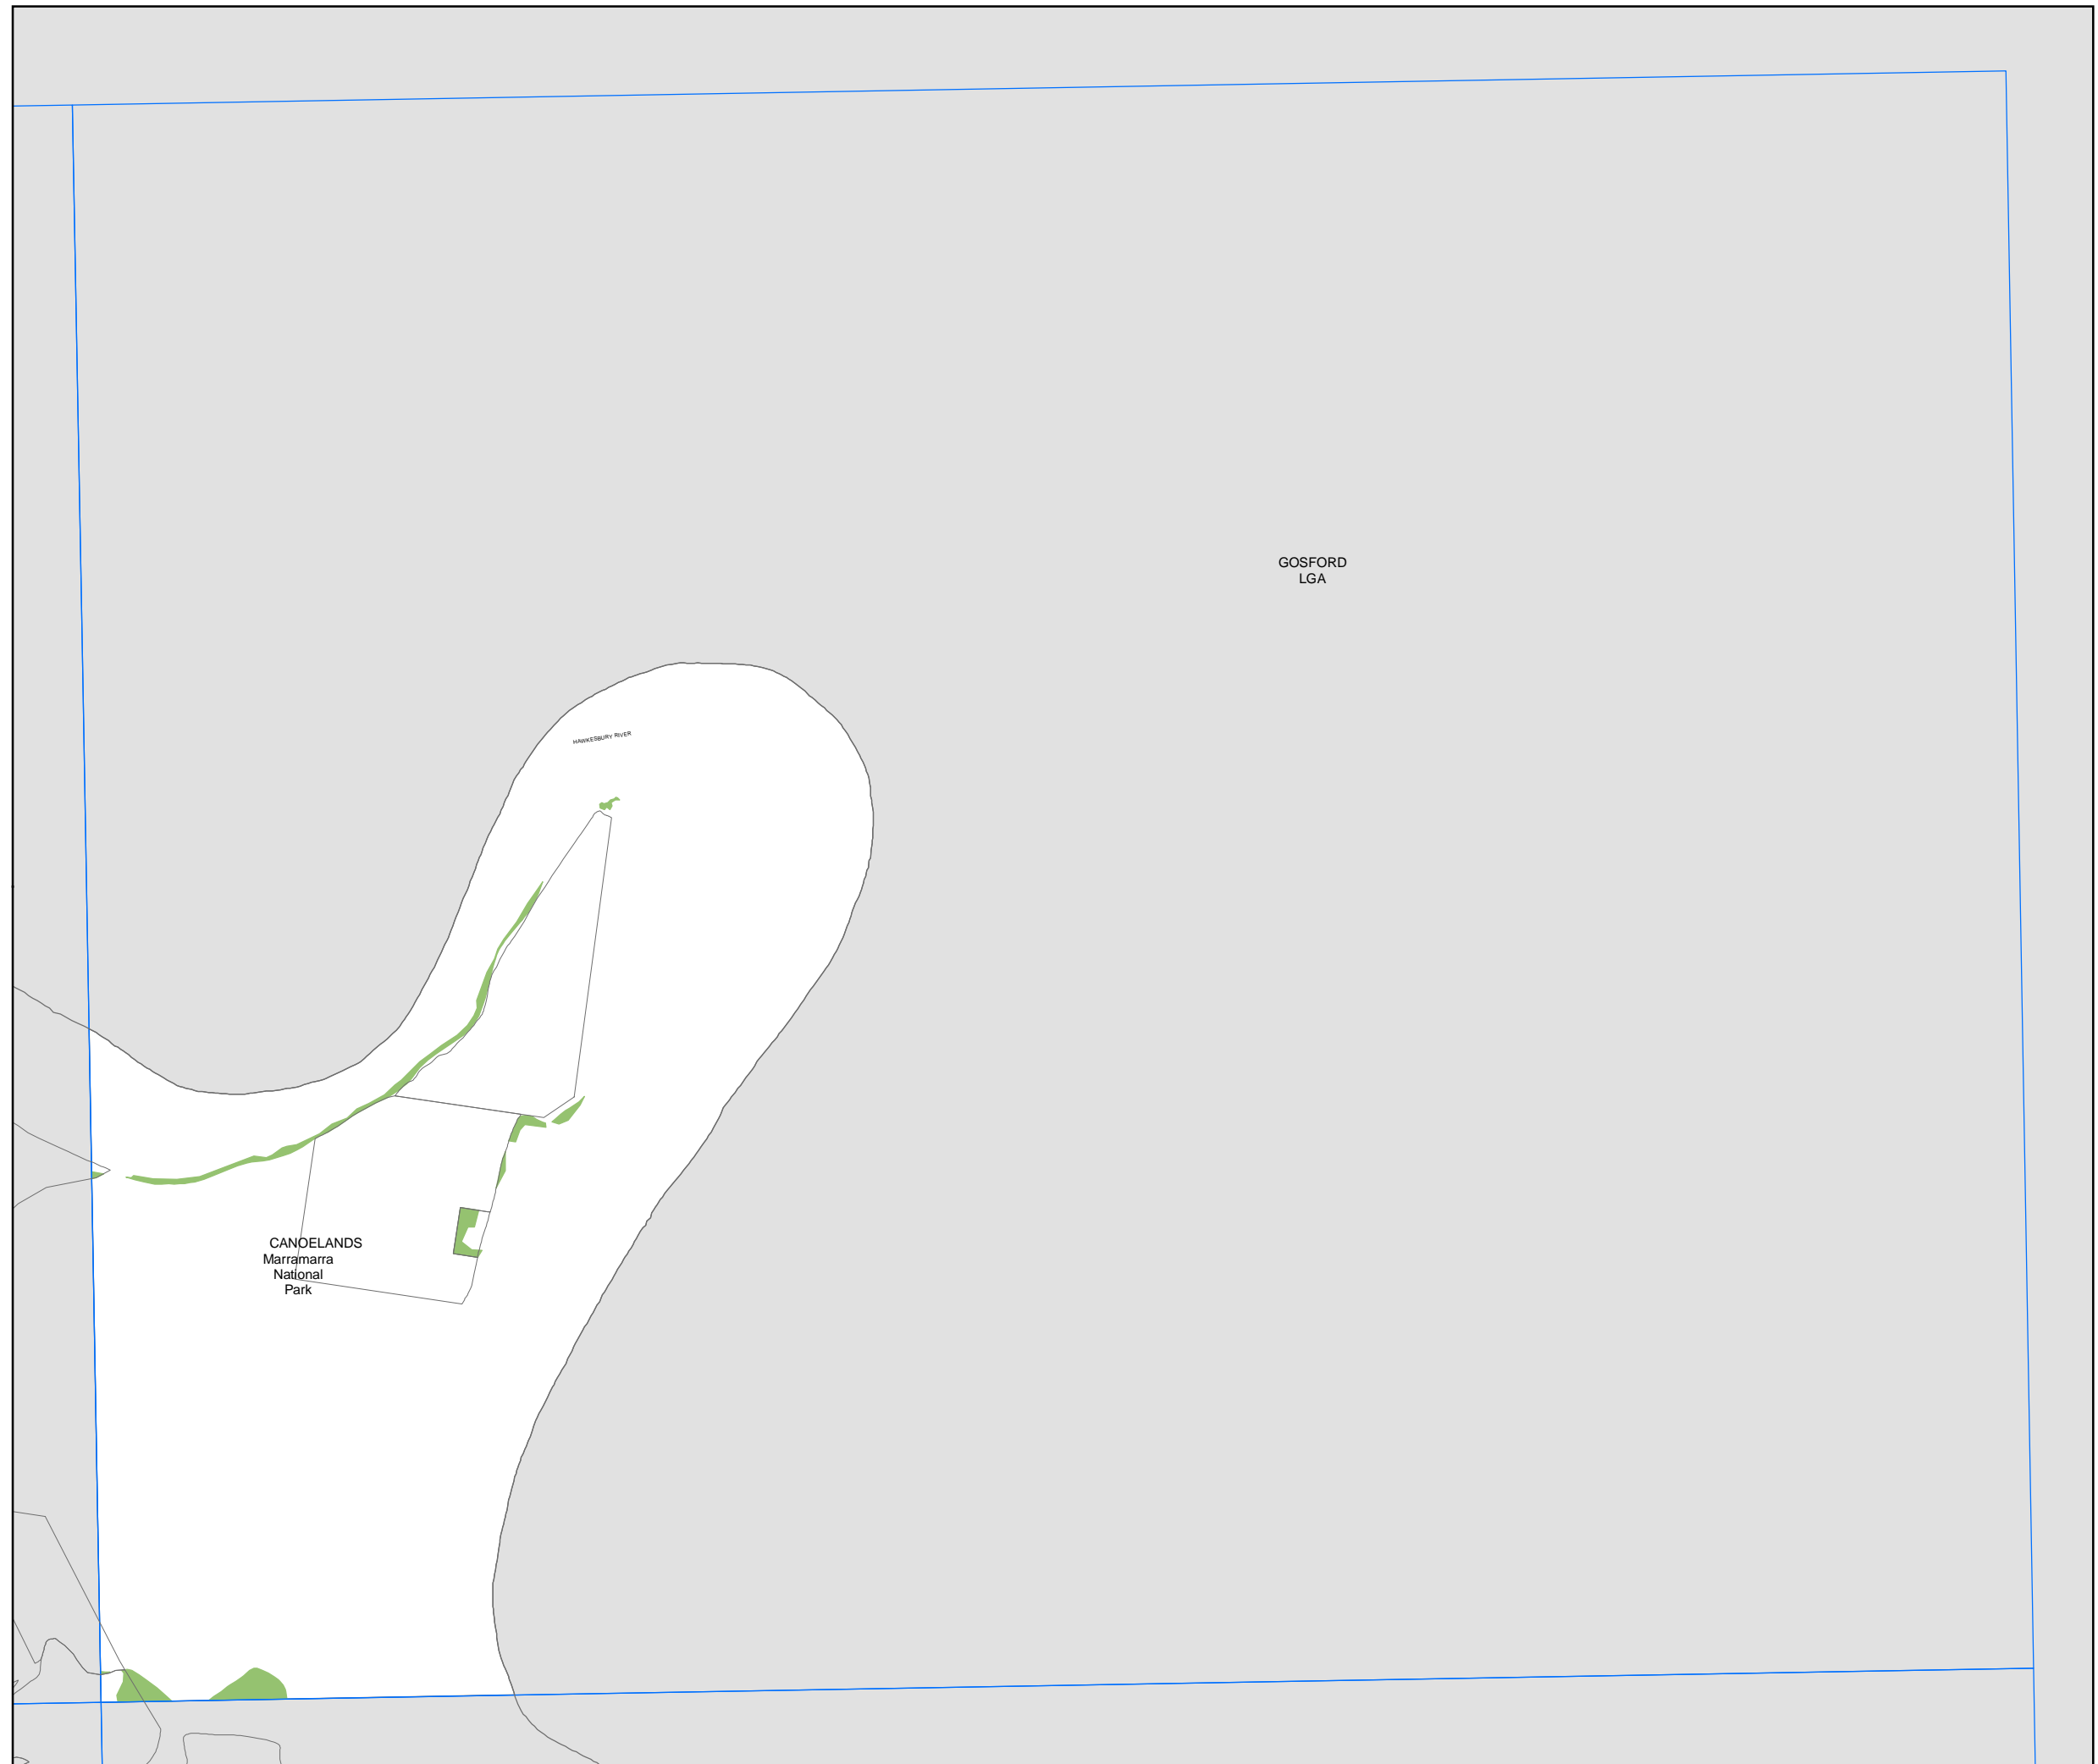 GOSFORD
LGA
HAWKESBURY RIVER
CANOELANDS
Marramarra
National
Park